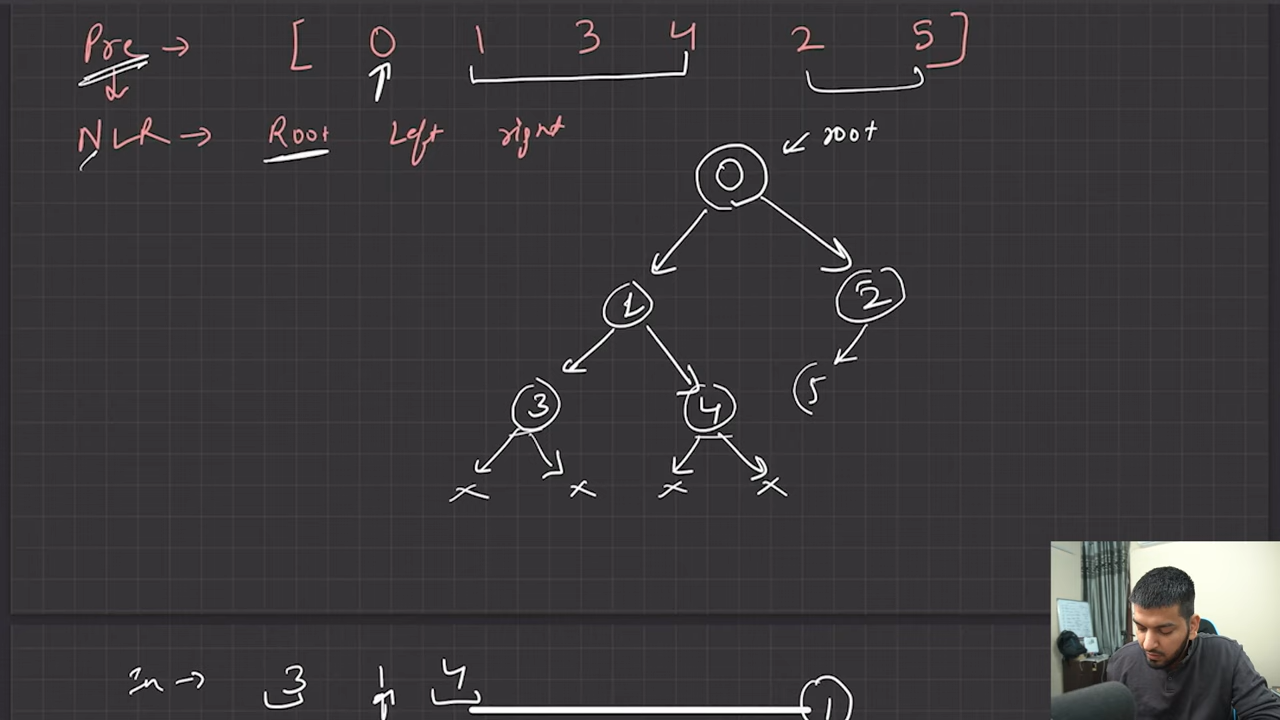 Pre → [ 0 1 3 4 2 5 ]
NLR → Root Left right
← root
0
1 2
3 4 5
x x x x
In → 3 1 4 1